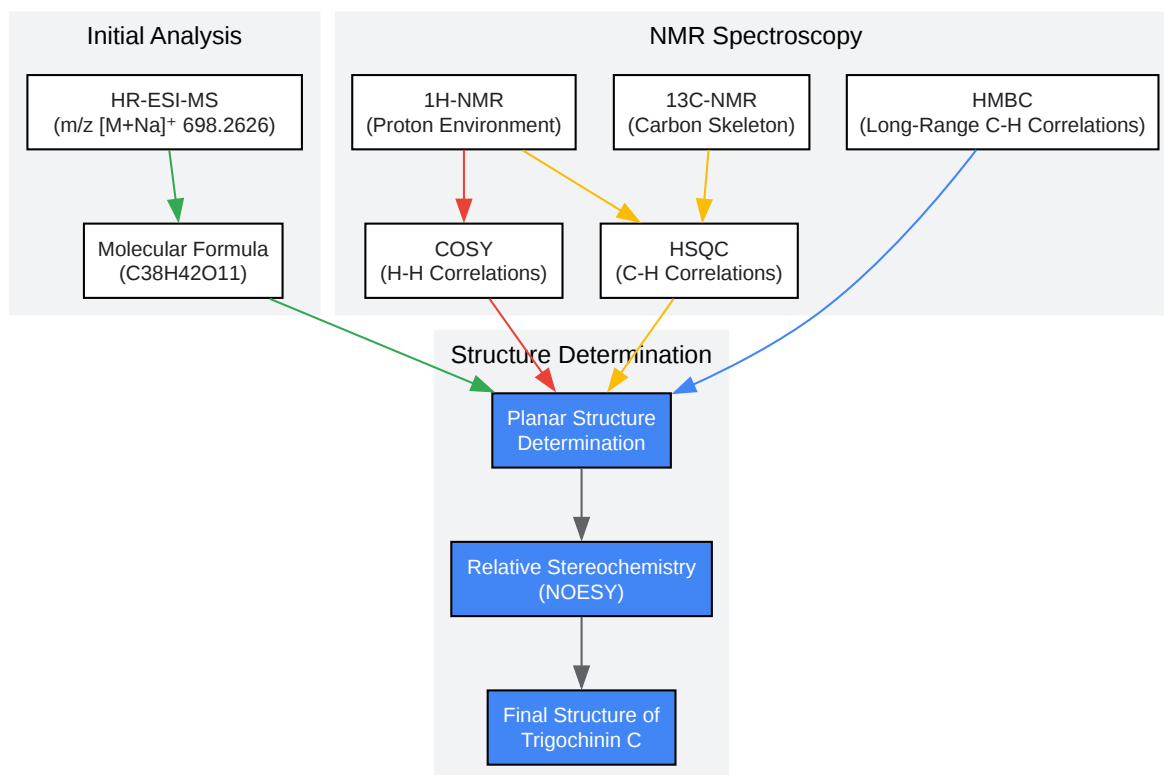 Initial Analysis
NMR Spectroscopy
HR-ESI-MS
(m/z [M+Na]⁺ 698.2626)
1H-NMR
(Proton Environment)
13C-NMR
(Carbon Skeleton)
HMBC
(Long-Range C-H Correlations)
Molecular Formula
(C38H42O11)
COSY
(H-H Correlations)
HSQC
(C-H Correlations)
Structure Determination
Planar Structure
Determination
Relative Stereochemistry
(NOESY)
Final Structure of
Trigochinin C